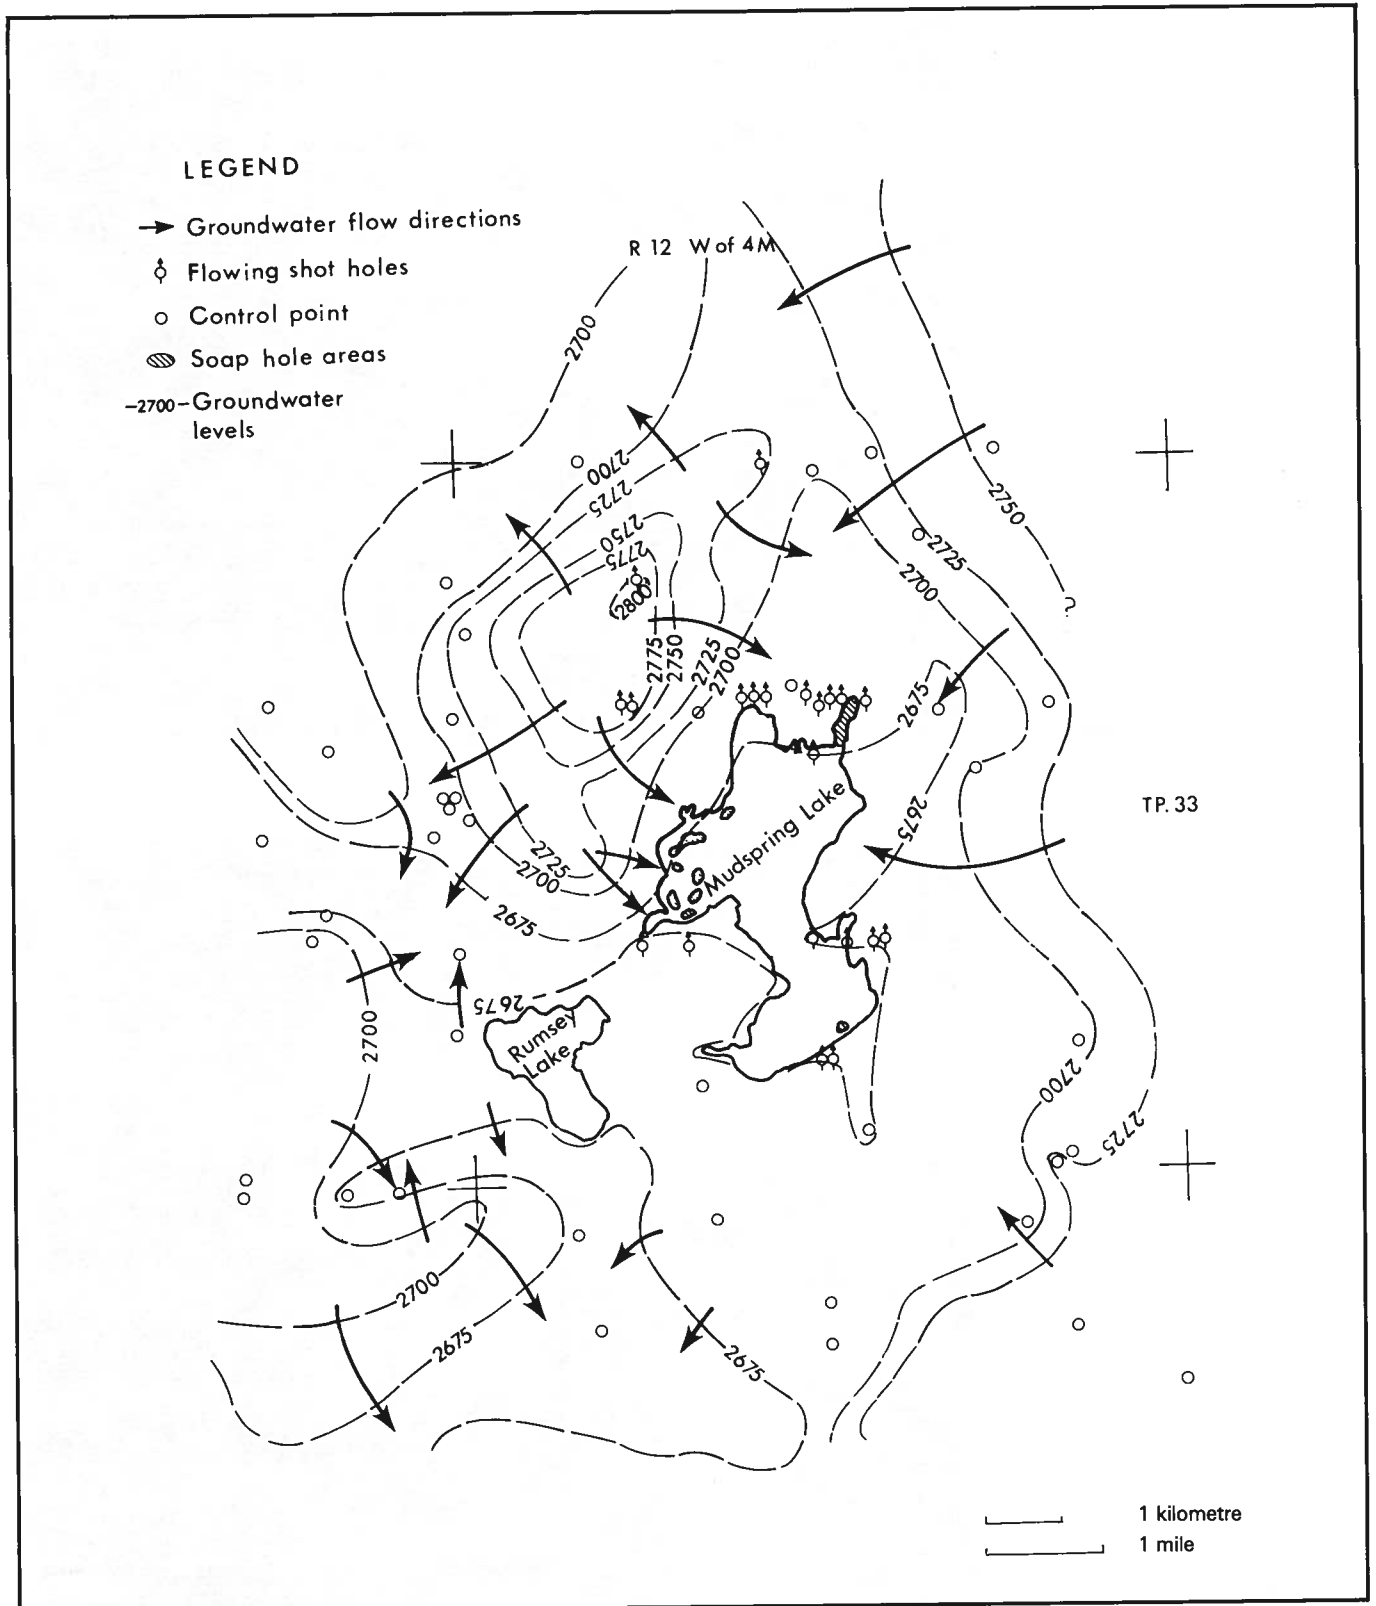 LEGEND
Groundwater flow directions
Flowing shot holes
Control point
Soap hole areas
-2700- Groundwater
levels
R 12 W of 4M
2700
2700
2725
2750
2775
2800
2750
2725
2700
2775
2750
2725
2700
2675
TP. 33
Mudspring Lake
2675
2725
2700
2675
2675
Rumsey
Lake
2700
2700
2725
2700
2675
2675
1 kilometre
1 mile